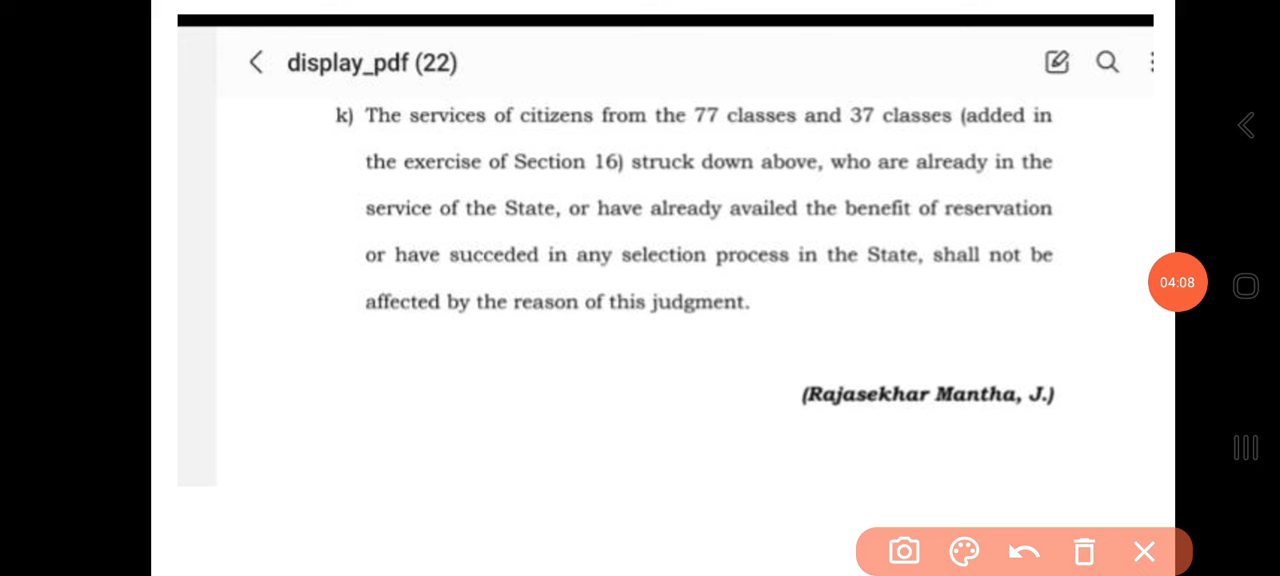 display_pdf (22)
k) The services of citizens from the 77 classes and 37 classes (added in
the exercise of Section 16) struck down above, who are already in the
service of the State, or have already availed the benefit of reservation
or have succeded in any selection process in the State, shall not be
affected by the reason of this judgment.
04:08
(Rajasekhar Mantha, J.)